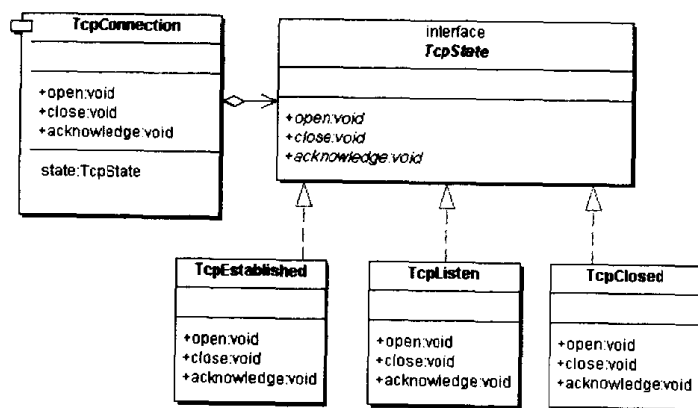 TcpConnection
+open:void
+close:void
+acknowledge:void
state:TcpState
interface
TcpState
+open:void
+close:void
+acknowledge:void
TcpEstablished
+open:void
+close:void
+acknowledge:void
TcpListen
+open:void
+close:void
+acknowledge:void
TcpClosed
+open:void
+close:void
+acknowledge:void